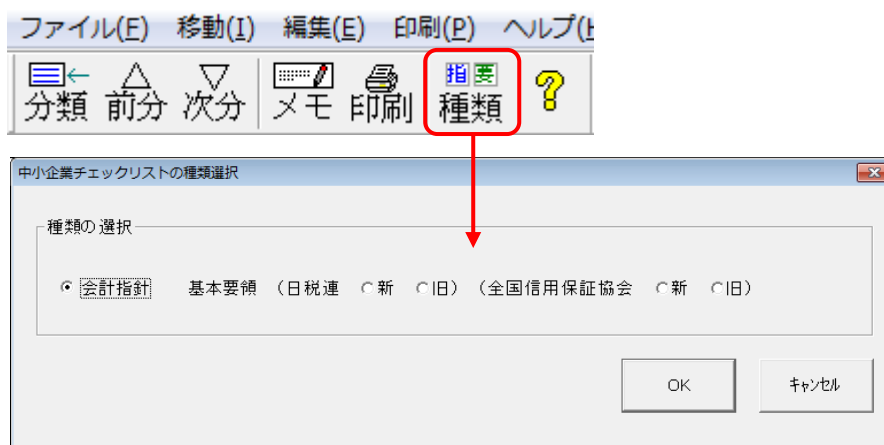 ファイル(F) 移動(I) 編集(E) 印刷(P) ヘルプ(H
指 要
分類 前分 次分 メモ 印刷 種類 ?
中小企業チェックリストの種類選択
種類の選択
会計指針 基本要領 (日税連 新 旧) (全国信用保証協会 新 旧)
OK キャンセル